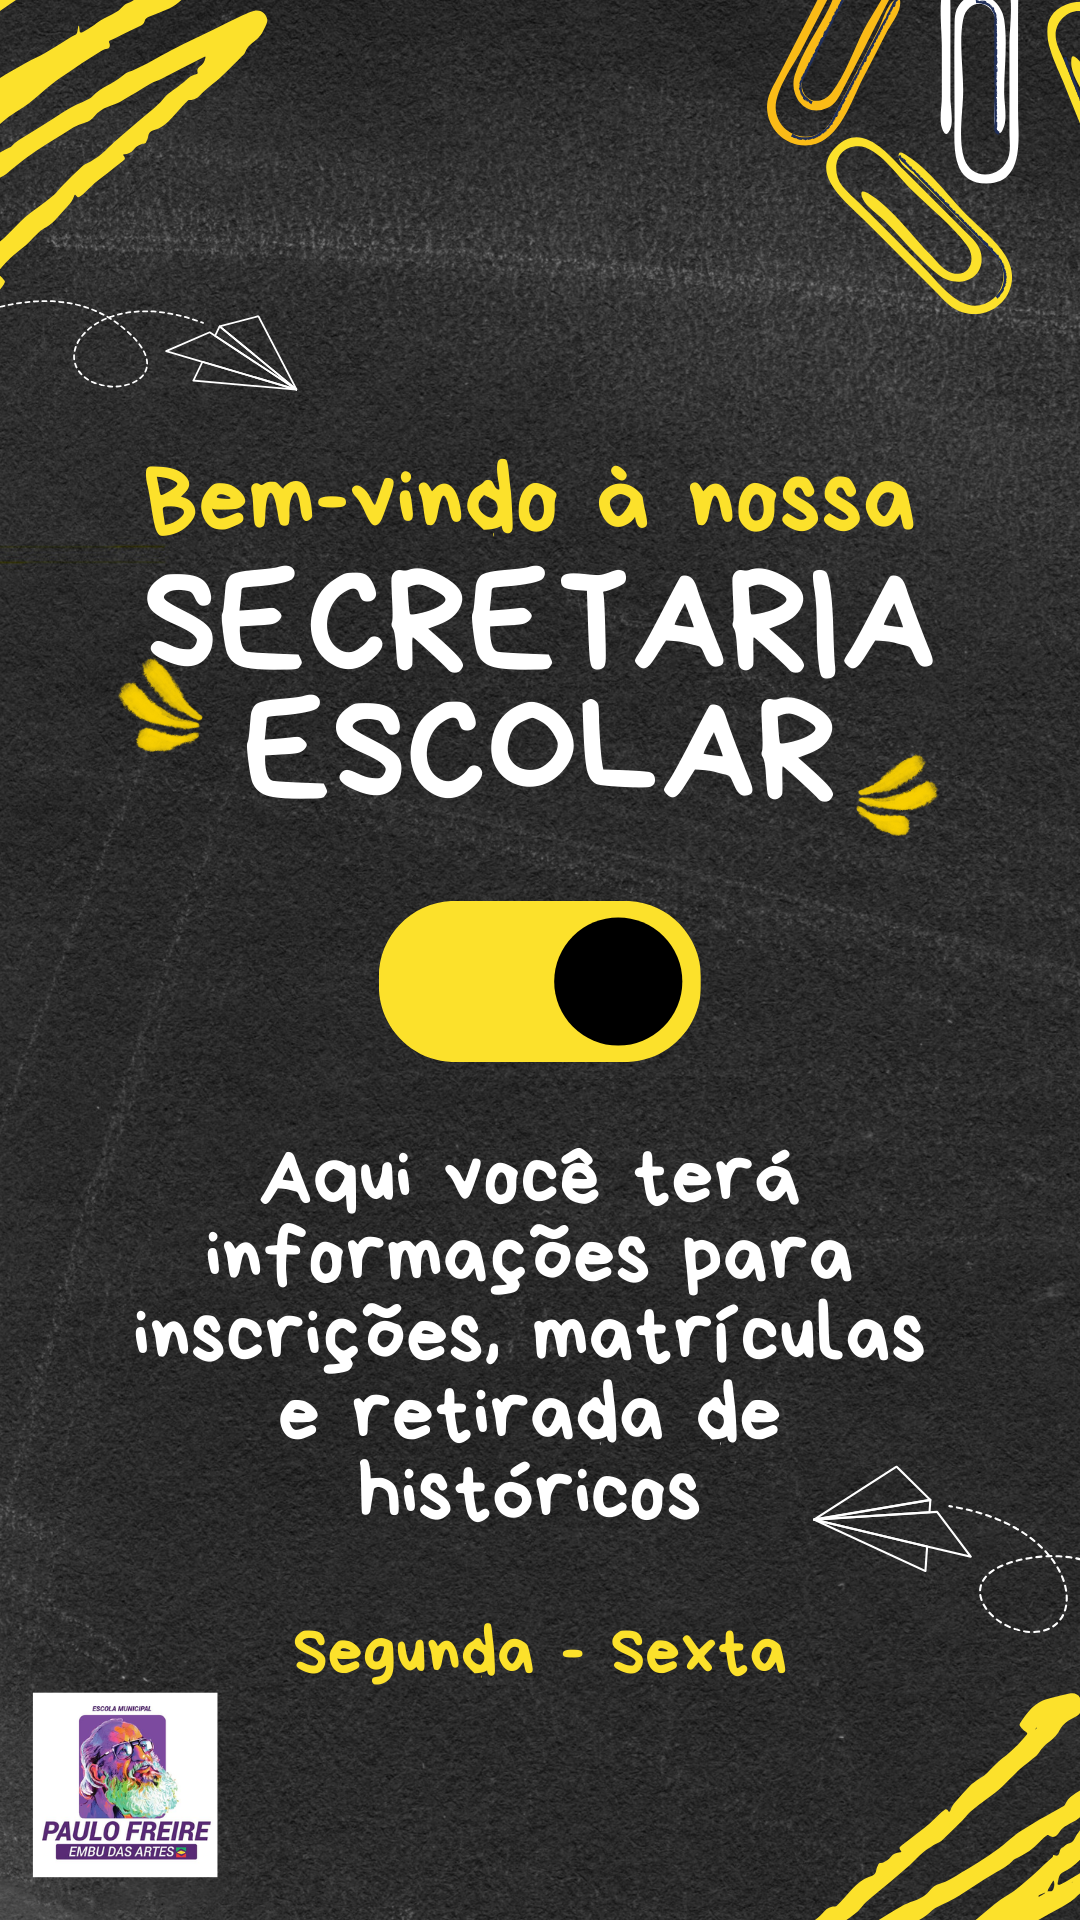 Bem-vindo à nossa
SECRETARIA
ESCOLAR
Aqui você terá
informações para
inscrições, matrículas
e retirada de
históricos
Segunda - Sexta
ESCOLA MUNICIPAL
PAULO FREIRE
EMBU DAS ARTES